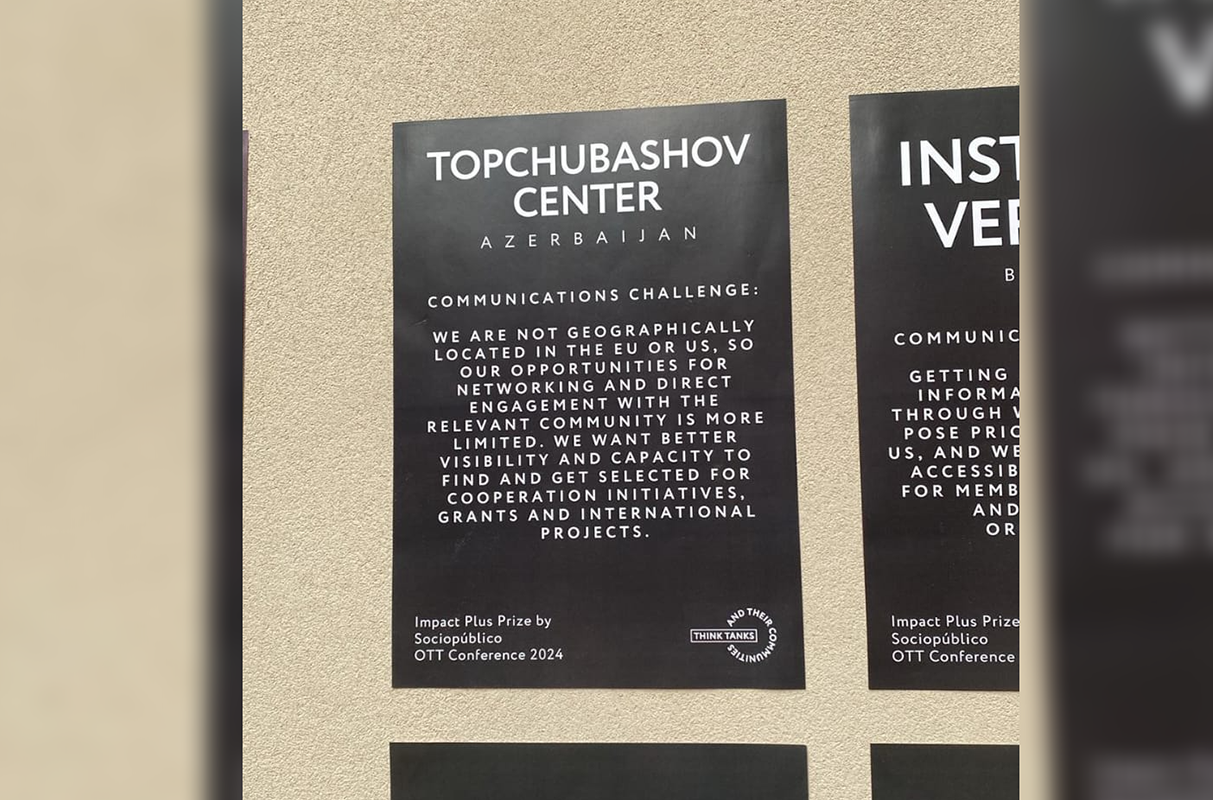 TOPCHUBASHOV
CENTER
AZERBAIJAN
COMMUNICATIONS CHALLENGE:
WE ARE NOT GEOGRAPHICALLY
LOCATED IN THE EU OR US, SO
OUR OPPORTUNITIES FOR
NETWORKING AND DIRECT
ENGAGEMENT WITH THE
RELEVANT COMMUNITY IS MORE
LIMITED. WE WANT BETTER
VISIBILITY AND CAPACITY TO
FIND AND GET SELECTED FOR
COOPERATION INITIATIVES,
GRANTS AND INTERNATIONAL
PROJECTS.
Impact Plus Prize by
Sociopúblico
OTT Conference 2024
THINK TANKS
AND THEIR COMMUNITIES
INST
VER
B
COMMUNIC
GETTING
INFORMA
THROUGH
POSE PRIC
US, AND WE
ACCESSIB
FOR MEMB
AND
OR
Impact Plus Prize
Sociopúblico
OTT Conference